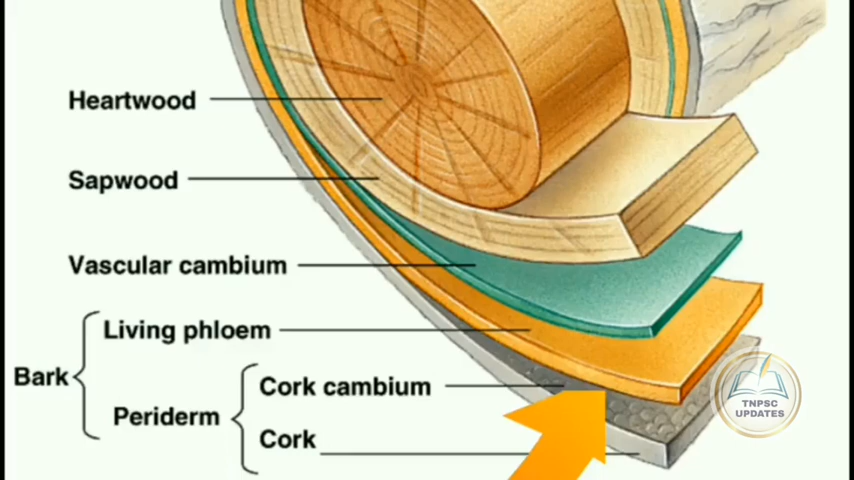 Heartwood
Sapwood
Vascular cambium
Living phloem
Bark
Cork cambium
Periderm
Cork
TNPSC
UPDATES